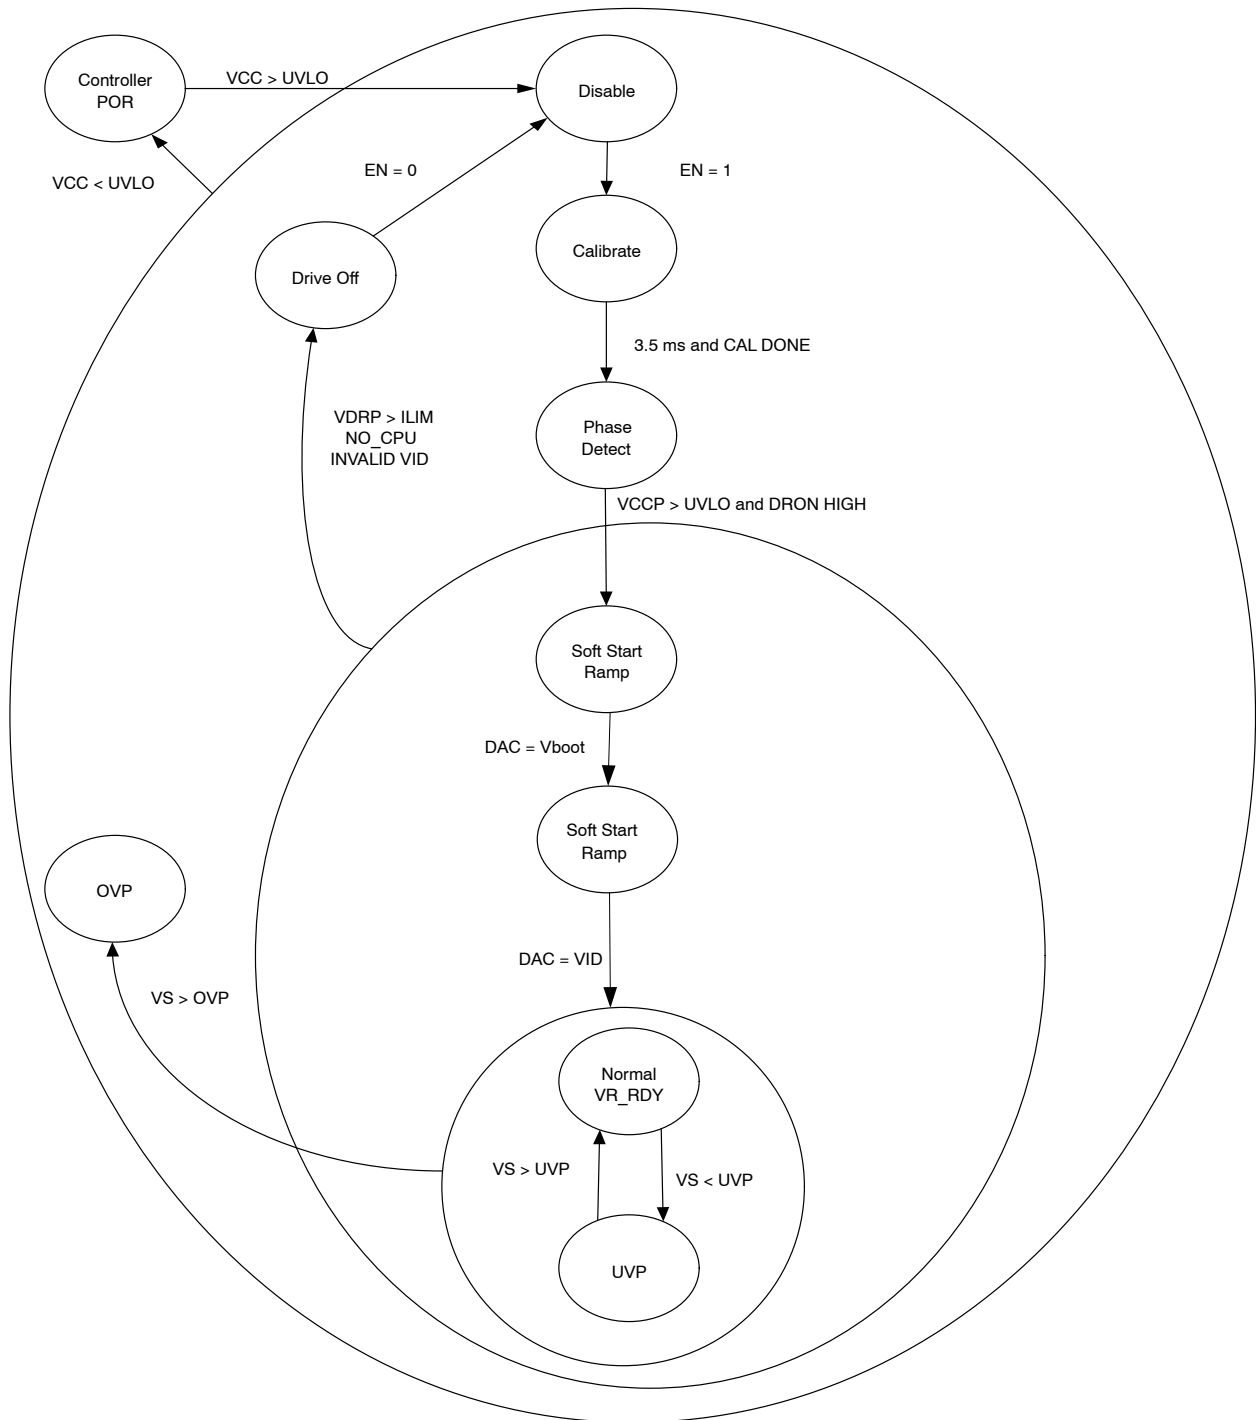 Controller
POR
VCC > UVLO
Disable
VCC < UVLO
EN = 0
EN = 1
Calibrate
Drive Off
3.5 ms and CAL DONE
VDRP > ILIM
NO_CPU
INVALID VID
Phase
Detect
VCCP > UVLO and DRON HIGH
Soft Start
Ramp
DAC = Vboot
Soft Start
Ramp
OVP
DAC = VID
VS > OVP
Normal
VR_RDY
VS > UVP
VS < UVP
UVP